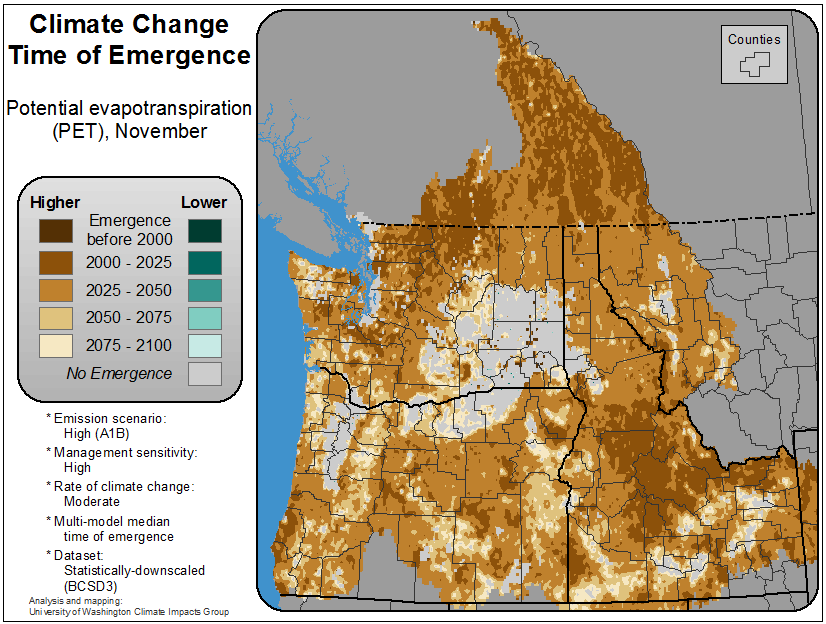 Climate Change
Time of Emergence
Potential evapotranspiration
(PET), November
Higher
Lower
Emergence
before 2000
2000 - 2025
2025 - 2050
2050 - 2075
2075 - 2100
No Emergence
* Emission scenario:
High (A1B)
* Management sensitivity:
High
* Rate of climate change:
Moderate
* Multi-model median
time of emergence
* Dataset:
Statistically-downscaled
(BCSD3)
Analysis and mapping:
University of Washington Climate Impacts Group
Counties